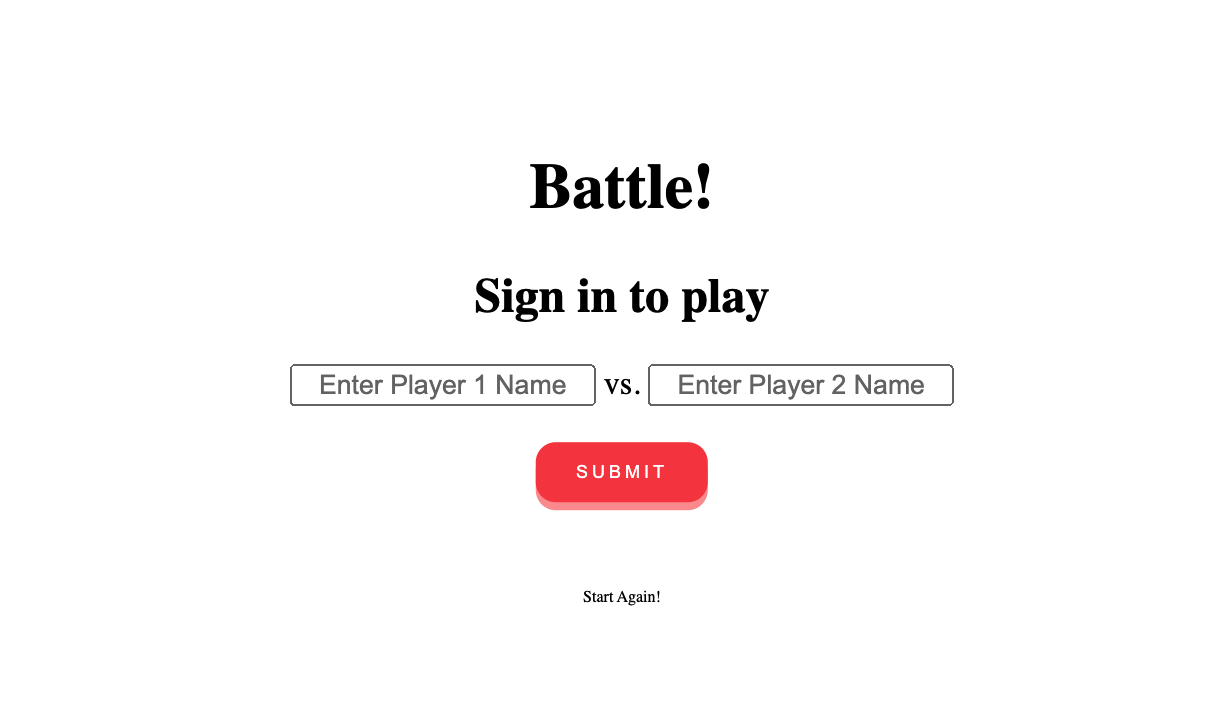 Battle!
Sign in to play
Enter Player 1 Name vs. Enter Player 2 Name
SUBMIT
Start Again!